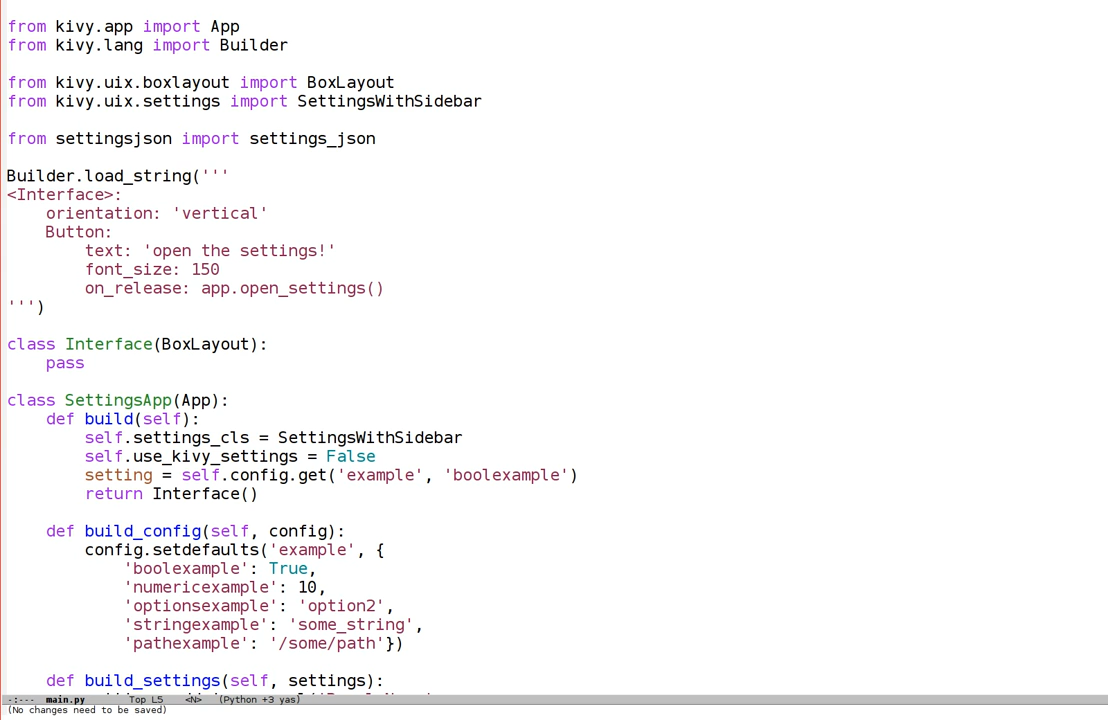 from kivy.app import App
from kivy.lang import Builder
from kivy.uix.boxlayout import BoxLayout
from kivy.uix.settings import SettingsWithSidebar
from settingsjson import settings_json
Builder.load_string('''
<Interface>:
    orientation: 'vertical'
    Button:
        text: 'open the settings!'
        font_size: 150
        on_release: app.open_settings()
''')
class Interface(BoxLayout):
    pass
class SettingsApp(App):
    def build(self):
        self.settings_cls = SettingsWithSidebar
        self.use_kivy_settings = False
        setting = self.config.get('example', 'boolexample')
        return Interface()
    def build_config(self, config):
        config.setdefaults('example', {
            'boolexample': True,
            'numericexample': 10,
            'optionsexample': 'option2',
            'stringexample': 'some_string',
            'pathexample': '/some/path'})
    def build_settings(self, settings):
-:--- main.py Top L5 <N> (Python +3 yas)
(No changes need to be saved)